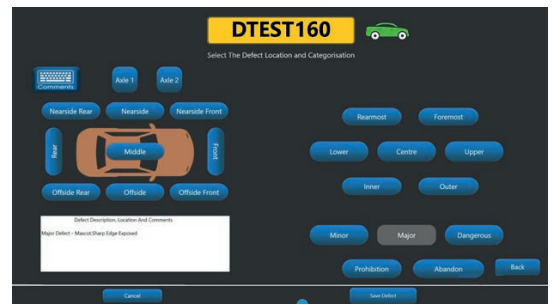 DTEST160
Select The Defect Location and Categorisation
Comments
Axle 1 Axle 2
Nearside Rear Nearside Nearside Front
Rear Middle Front
Offside Rear Offside Offside Front
Rearmost Foremost
Lower Centre Upper
Inner Outer
Defect Description, Location And Comments
Major Defect - Mascot:Sharp Edge Exposed
Minor Major Dangerous
Prohibition Abandon Back
Cancel Save Defect